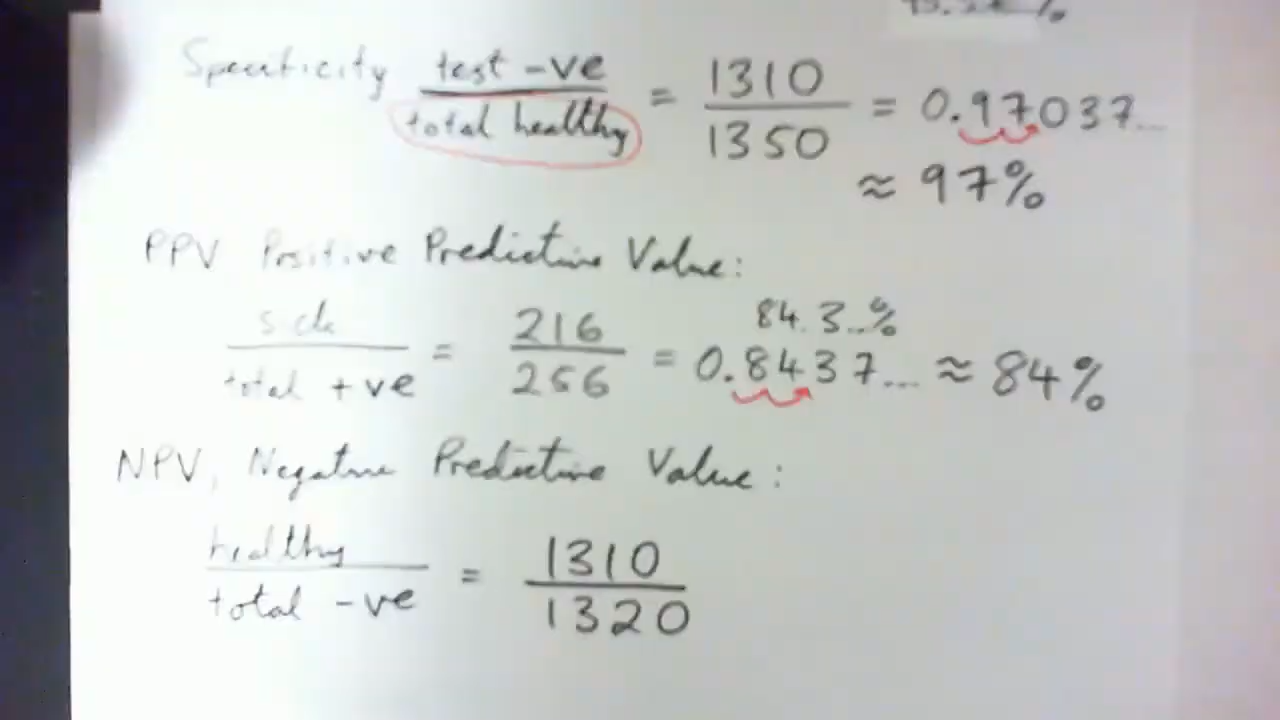 Specificity test -ve / total healthy = 1310 / 1350 = 0.97037...
≈ 97%
PPV Positive Predictive Value:
84.3..%
sick / total +ve = 216 / 256 = 0.8437... ≈ 84%
NPV, Negative Predictive Value:
healthy / total -ve = 1310 / 1320